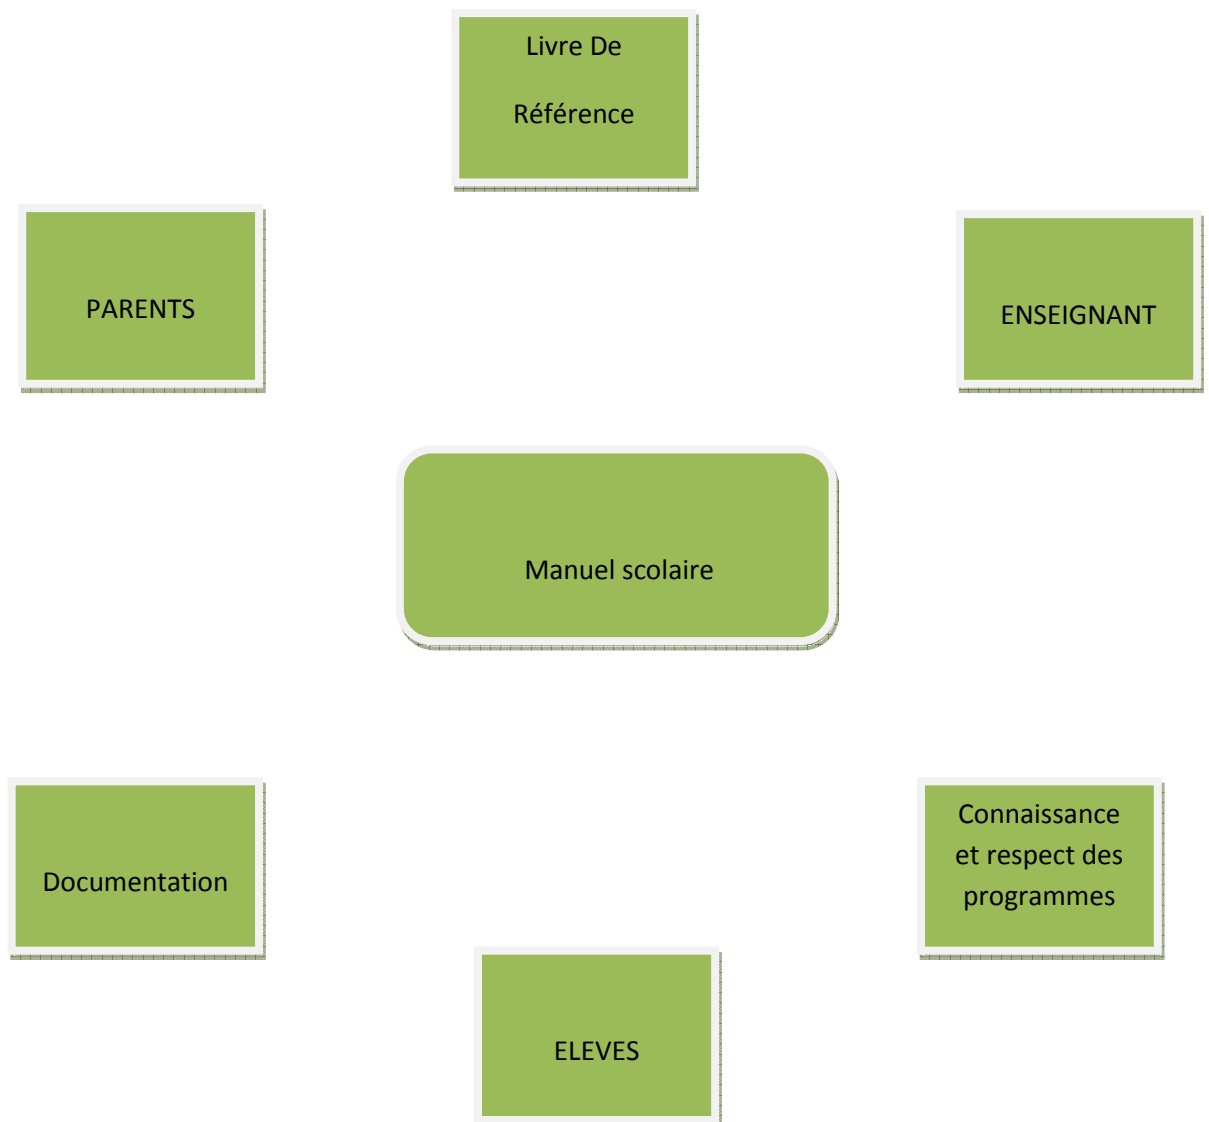 Livre De
Référence
PARENTS
ENSEIGNANT
Manuel scolaire
Documentation
Connaissance
et respect des
programmes
ELEVES